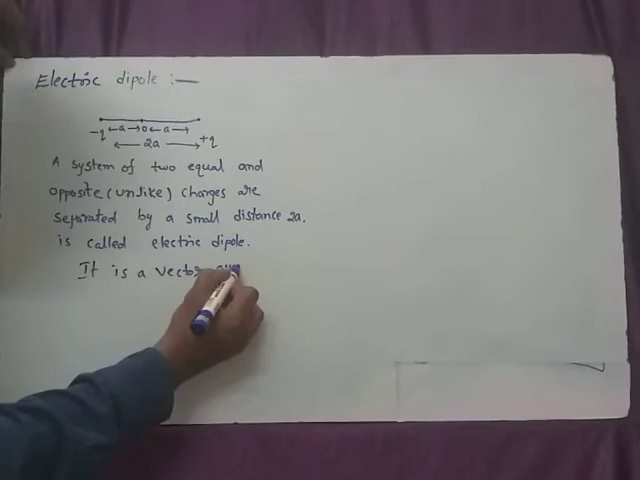 Electric dipole :—
-q ←a→ o ←a→ +q
← 2a →
A system of two equal and
opposite (unlike) charges are
separated by a small distance 2a.
is called electric dipole.
It is a vector